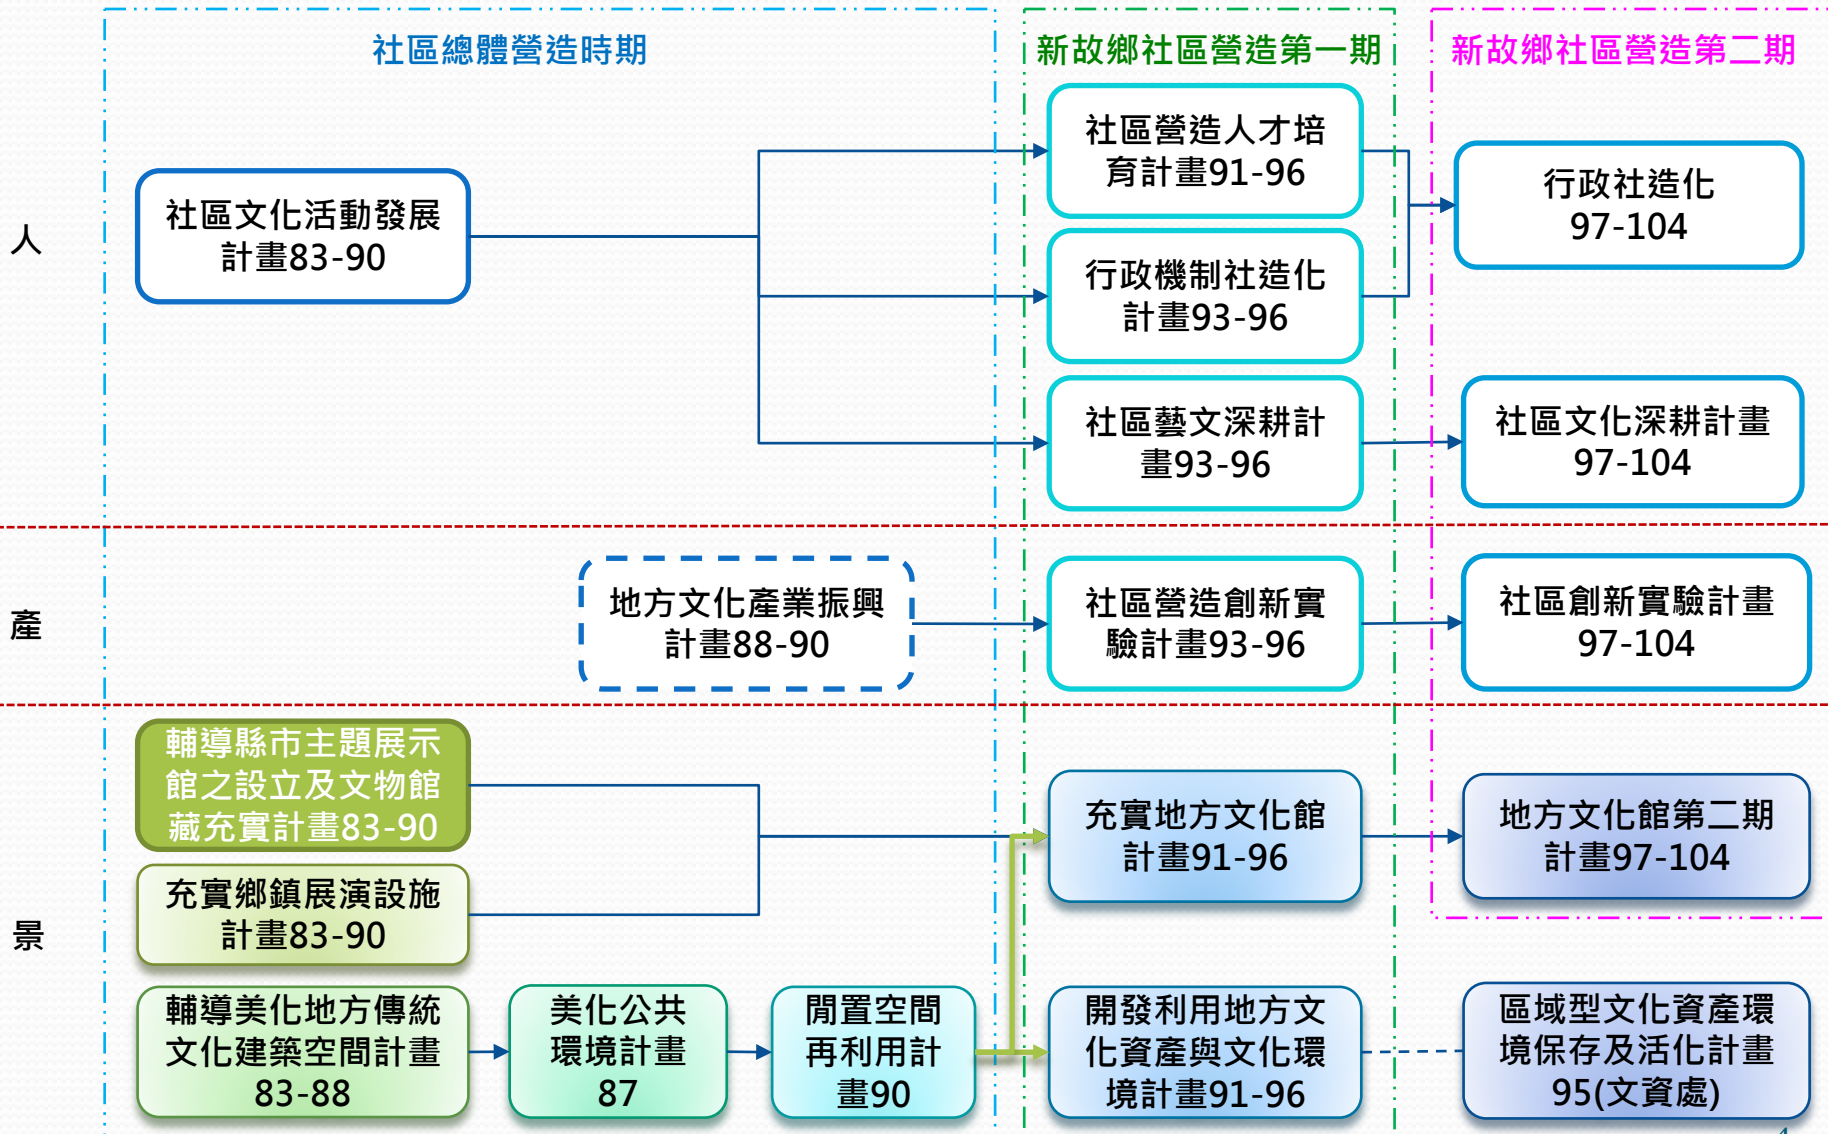 社區總體營造時期
新故鄉社區營造第一期
新故鄉社區營造第二期
人
社區文化活動發展
計畫83-90
社區營造人才培
育計畫91-96
行政機制社造化
計畫93-96
社區藝文深耕計
畫93-96
行政社造化
97-104
社區文化深耕計畫
97-104
產
地方文化產業振興
計畫88-90
社區營造創新實
驗計畫93-96
社區創新實驗計畫
97-104
景
輔導縣市主題展示
館之設立及文物館
藏充實計畫83-90
充實鄉鎮展演設施
計畫83-90
充實地方文化館
計畫91-96
地方文化館第二期
計畫97-104
輔導美化地方傳統
文化建築空間計畫
83-88
美化公共
環境計畫
87
閒置空間
再利用計
畫90
開發利用地方文
化資產與文化環
境計畫91-96
區域型文化資產環
境保存及活化計畫
95(文資處)